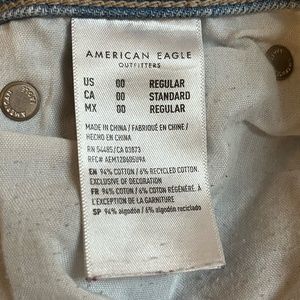 AMERICAN EAGLE
OUTFITTERS
US 00 REGULAR
CA 00 STANDARD
MX 00 REGULAR
MADE IN CHINA / FABRIQUÉ EN CHINE /
HECHO EN CHINA
RN 54485/CA 03873
RFC# AEM120605U9A
EN 94% COTTON / 6% RECYCLED COTTON.
EXCLUSIVE OF DECORATION
FR 94% COTON / 6% COTON RÉGÉNÉRÉ. À
L'EXCEPTION DE LA GARNITURE
SP 94% algodón / 6% algodón reciclado